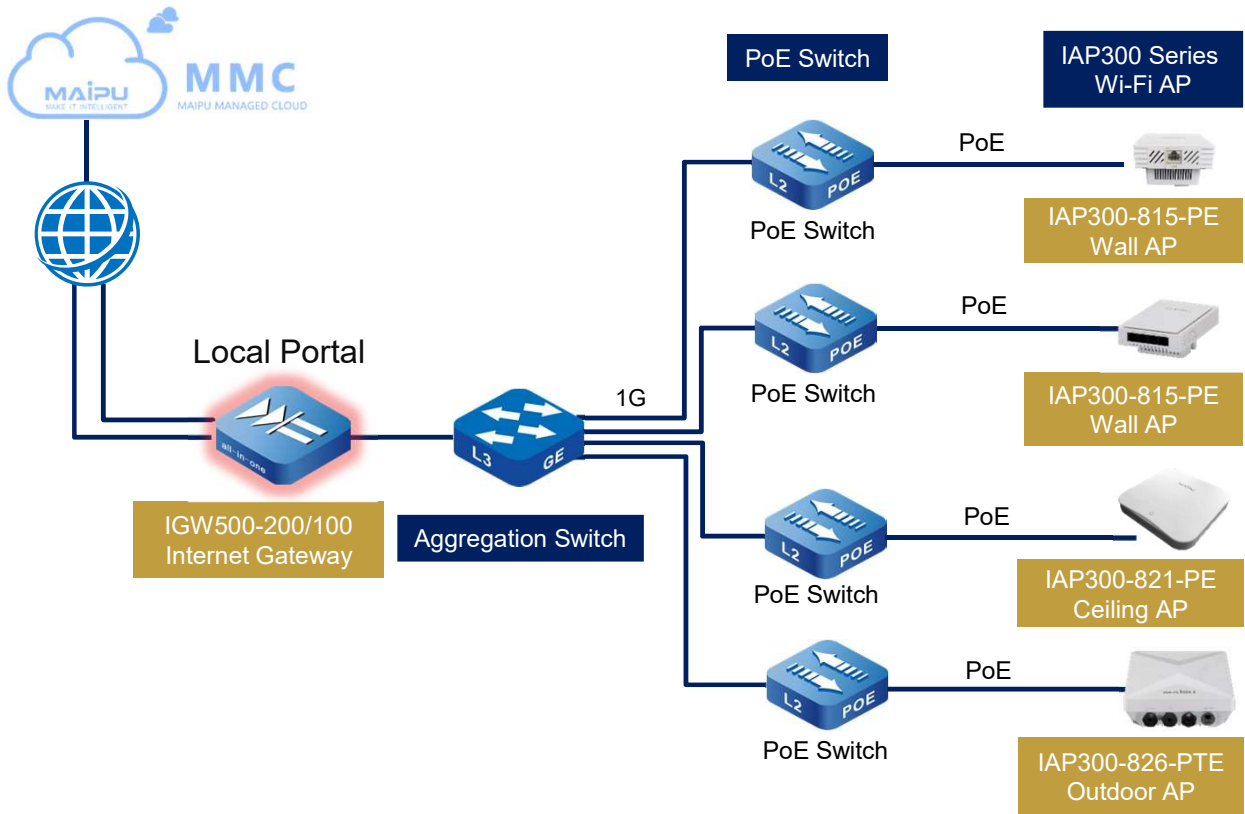 MAIPU
MAKE IT INTELLIGENT
MMC
MAIPU MANAGED CLOUD
PoE Switch
IAP300 Series
Wi-Fi AP
L2 POE
PoE Switch
PoE
IAP300-815-PE
Wall AP
L2 POE
PoE Switch
PoE
IAP300-815-PE
Wall AP
Local Portal
all-in-one
IGW500-200/100
Internet Gateway
L3 GE
Aggregation Switch
1G
L2 POE
PoE Switch
PoE
IAP300-821-PE
Ceiling AP
L2 POE
PoE Switch
PoE
IAP300-826-PTE
Outdoor AP